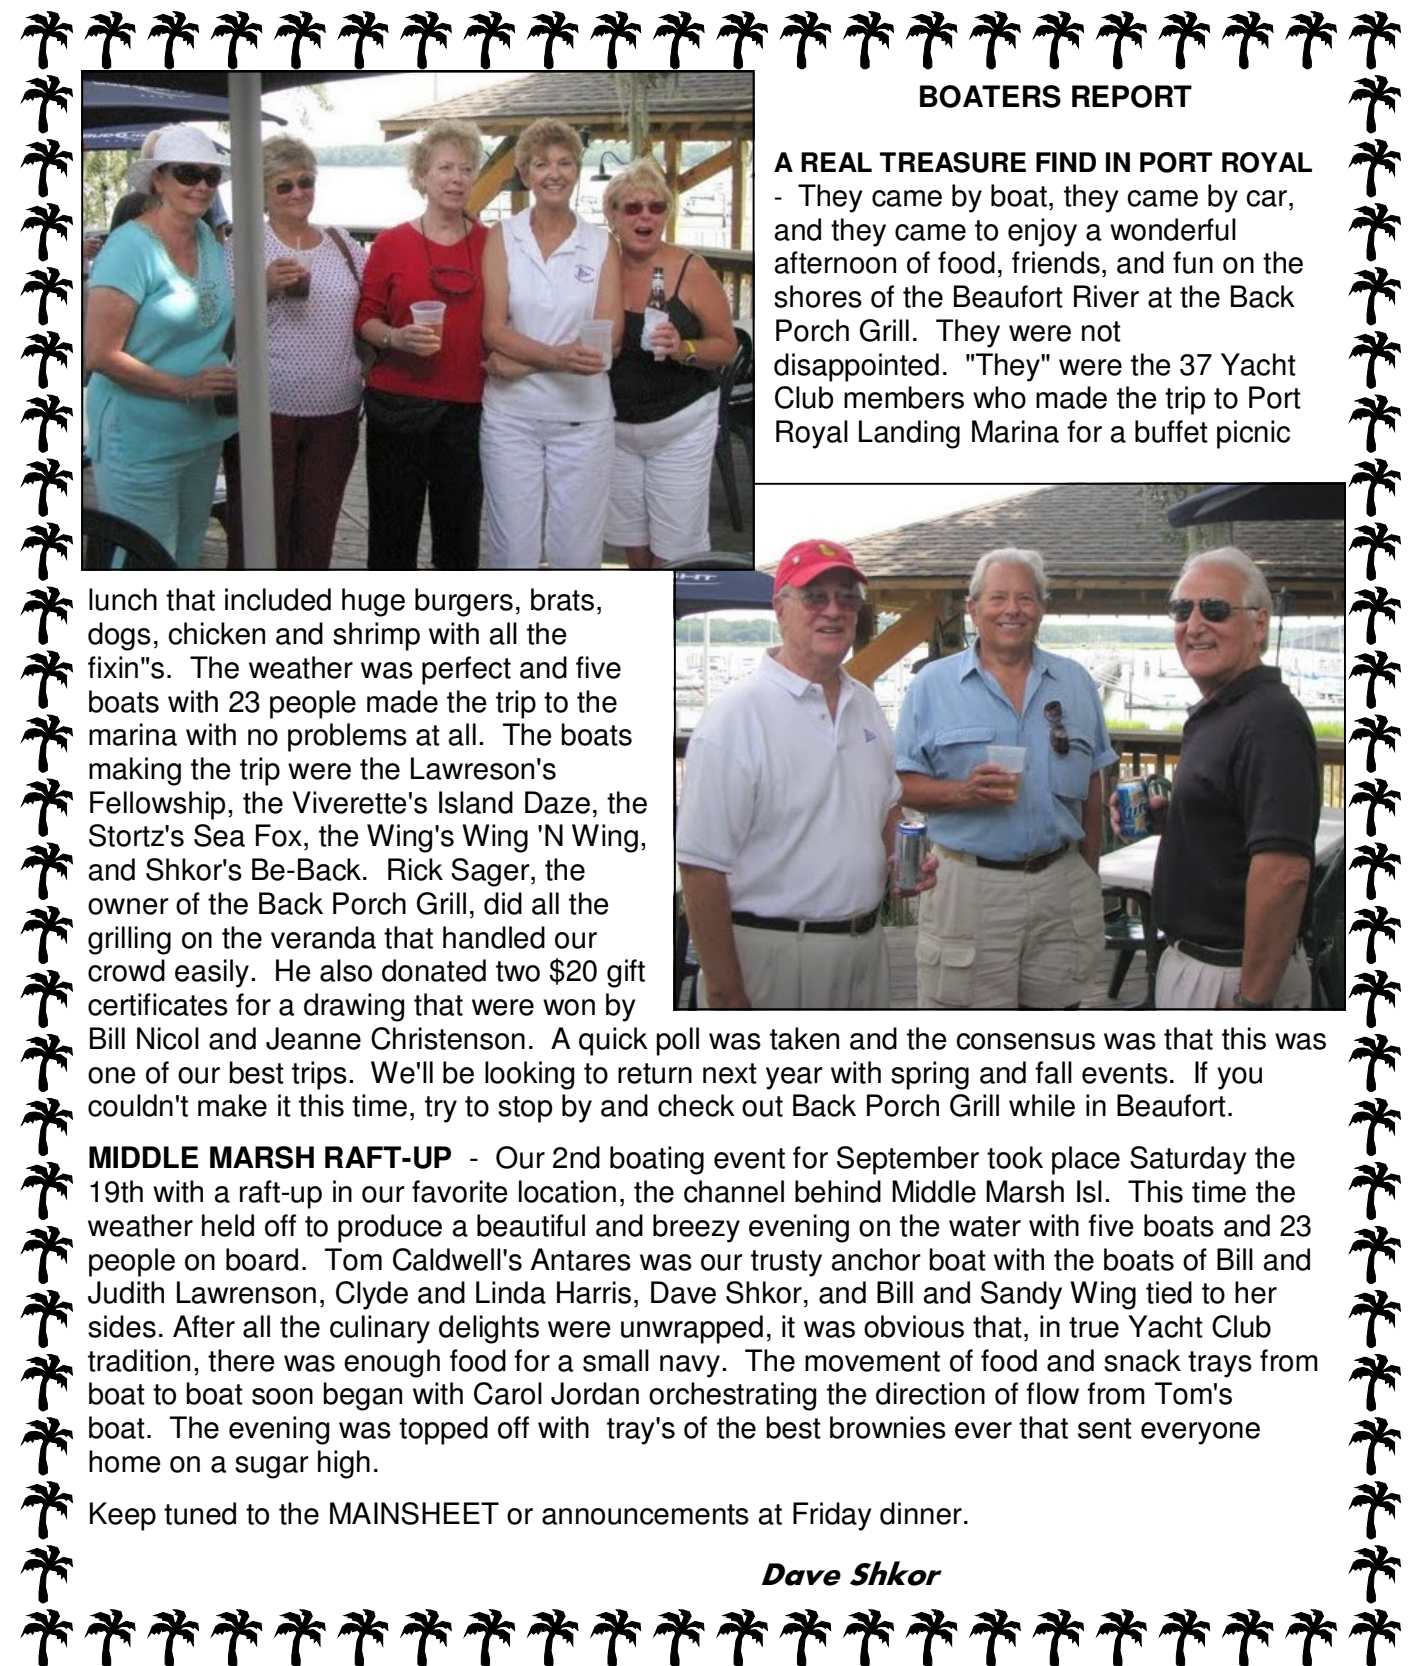 BOATERS REPORT
A REAL TREASURE FIND IN PORT ROYAL
- They came by boat, they came by car,
and they came to enjoy a wonderful
afternoon of food, friends, and fun on the
shores of the Beaufort River at the Back
Porch Grill. They were not
disappointed. "They" were the 37 Yacht
Club members who made the trip to Port
Royal Landing Marina for a buffet picnic
lunch that included huge burgers, brats,
dogs, chicken and shrimp with all the
fixin"s. The weather was perfect and five
boats with 23 people made the trip to the
marina with no problems at all. The boats
making the trip were the Lawreson's
Fellowship, the Viverette's Island Daze, the
Stortz's Sea Fox, the Wing's Wing 'N Wing,
and Shkor's Be-Back. Rick Sager, the
owner of the Back Porch Grill, did all the
grilling on the veranda that handled our
crowd easily. He also donated two $20 gift
certificates for a drawing that were won by
Bill Nicol and Jeanne Christenson. A quick poll was taken and the consensus was that this was
one of our best trips. We'll be looking to return next year with spring and fall events. If you
couldn't make it this time, try to stop by and check out Back Porch Grill while in Beaufort.
MIDDLE MARSH RAFT-UP - Our 2nd boating event for September took place Saturday the
19th with a raft-up in our favorite location, the channel behind Middle Marsh Isl. This time the
weather held off to produce a beautiful and breezy evening on the water with five boats and 23
people on board. Tom Caldwell's Antares was our trusty anchor boat with the boats of Bill and
Judith Lawrenson, Clyde and Linda Harris, Dave Shkor, and Bill and Sandy Wing tied to her
sides. After all the culinary delights were unwrapped, it was obvious that, in true Yacht Club
tradition, there was enough food for a small navy. The movement of food and snack trays from
boat to boat soon began with Carol Jordan orchestrating the direction of flow from Tom's
boat. The evening was topped off with tray's of the best brownies ever that sent everyone
home on a sugar high.
Keep tuned to the MAINSHEET or announcements at Friday dinner.
Dave Shkor